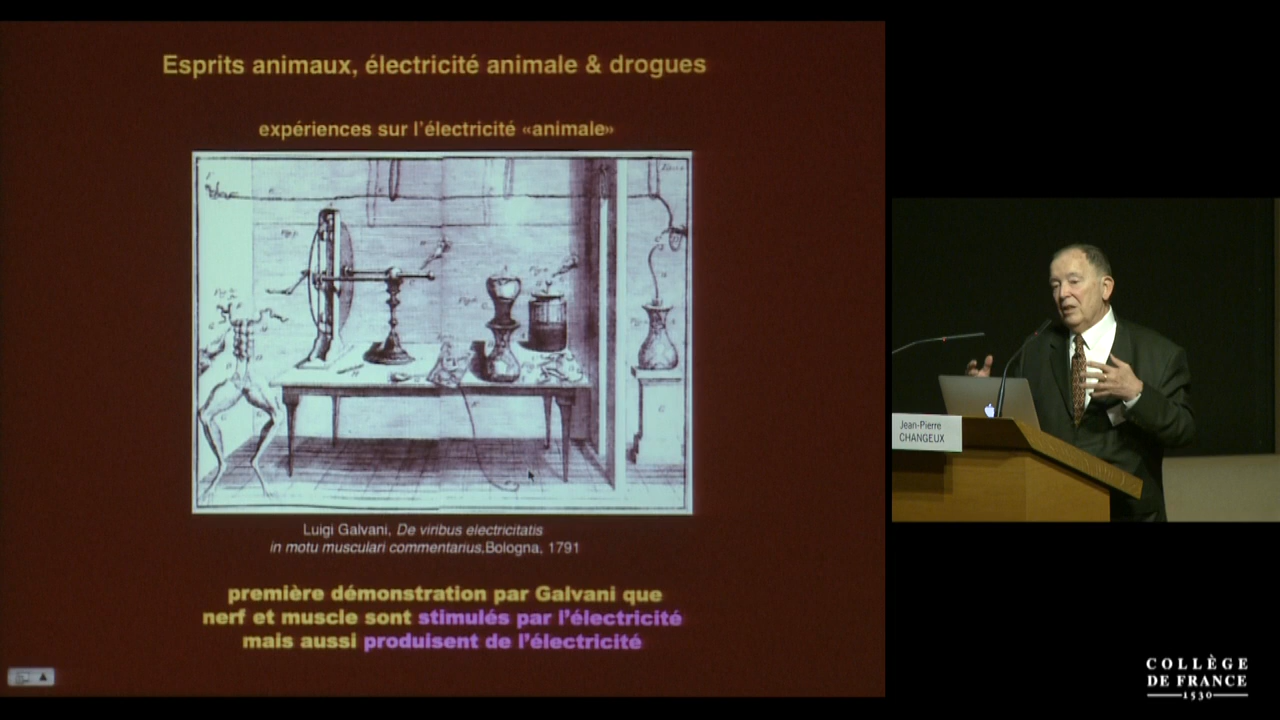 Esprits animaux, électricité animale & drogues
expériences sur l'électricité «animale»
Luigi Galvani, De viribus electricitatis
in motu musculari commentarius.Bologna, 1791
première démonstration par Galvani que
nerf et muscle sont stimulés par l'électricité
mais aussi produisent de l'électricité
Jean-Pierre
CHANGEUX
COLLÈGE
DE FRANCE
1530